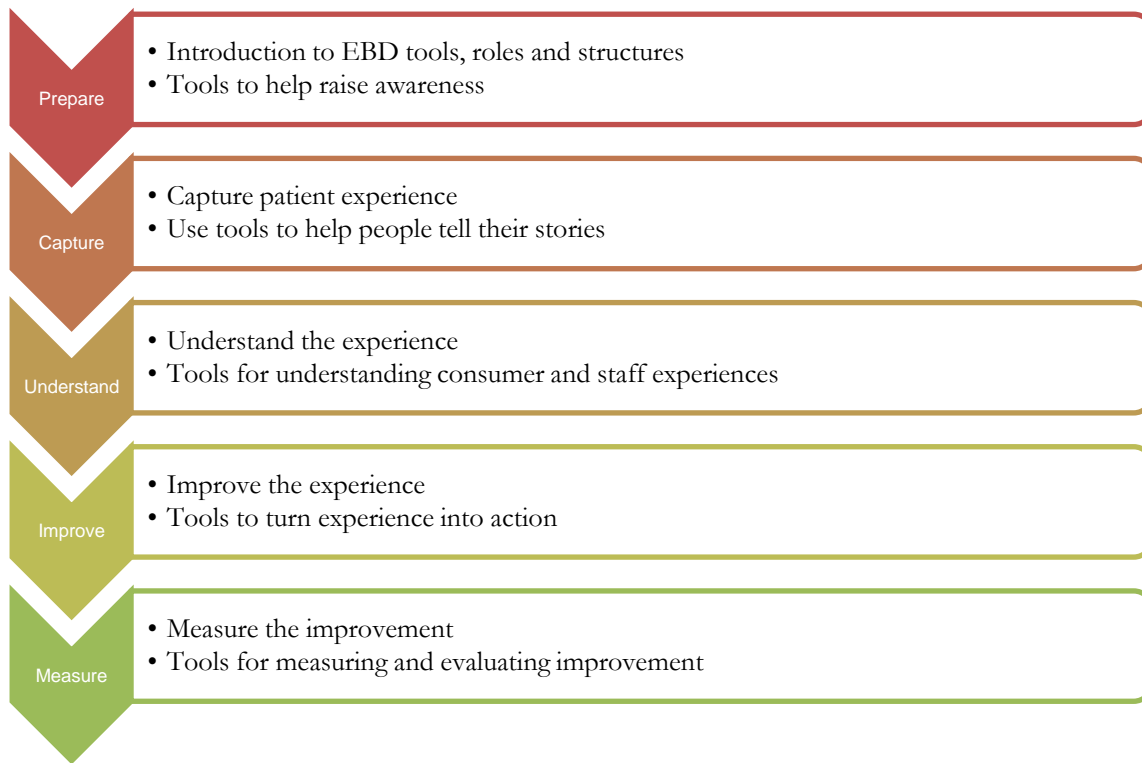 Prepare
• Introduction to EBD tools, roles and structures
• Tools to help raise awareness
Capture
• Capture patient experience
• Use tools to help people tell their stories
Understand
• Understand the experience
• Tools for understanding consumer and staff experiences
Improve
• Improve the experience
• Tools to turn experience into action
Measure
• Measure the improvement
• Tools for measuring and evaluating improvement